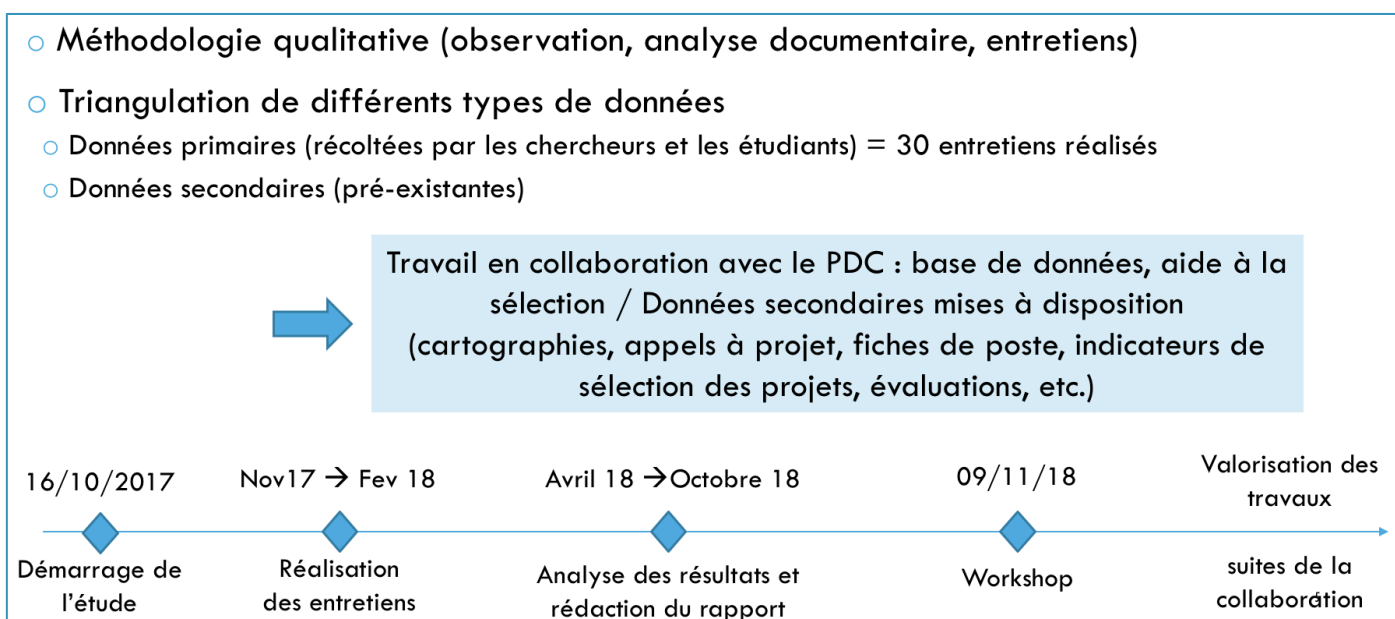 Méthodologie qualitative (observation, analyse documentaire, entretiens)
Triangulation de différents types de données
Données primaires (récoltées par les chercheurs et les étudiants) = 30 entretiens réalisés
Données secondaires (pré-existantes)
Travail en collaboration avec le PDC : base de données, aide à la
sélection / Données secondaires mises à disposition
(cartographies, appels à projet, fiches de poste, indicateurs de
sélection des projets, évaluations, etc.)
16/10/2017
Démarrage de
l'étude
Nov17 → Fev 18
Réalisation
des entretiens
Avril 18 →Octobre 18
Analyse des résultats et
rédaction du rapport
09/11/18
Workshop
Valorisation des
travaux
suites de la
collaboration